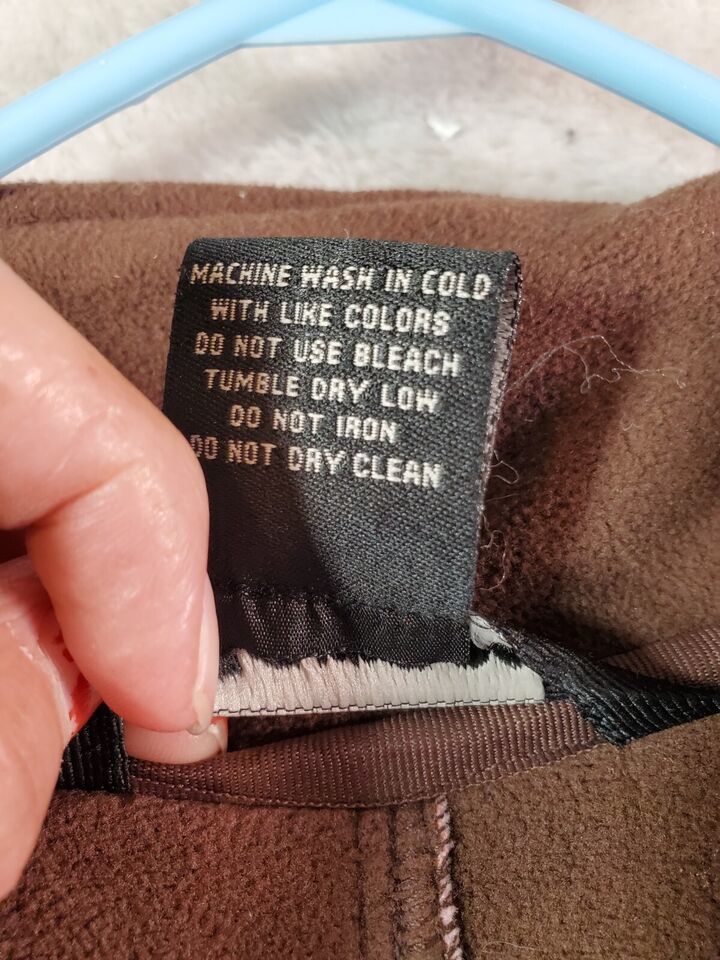 MACHINE WASH IN COLD
WITH LIKE COLORS
DO NOT USE BLEACH
TUMBLE DRY LOW
DO NOT IRON
DO NOT DRY CLEAN